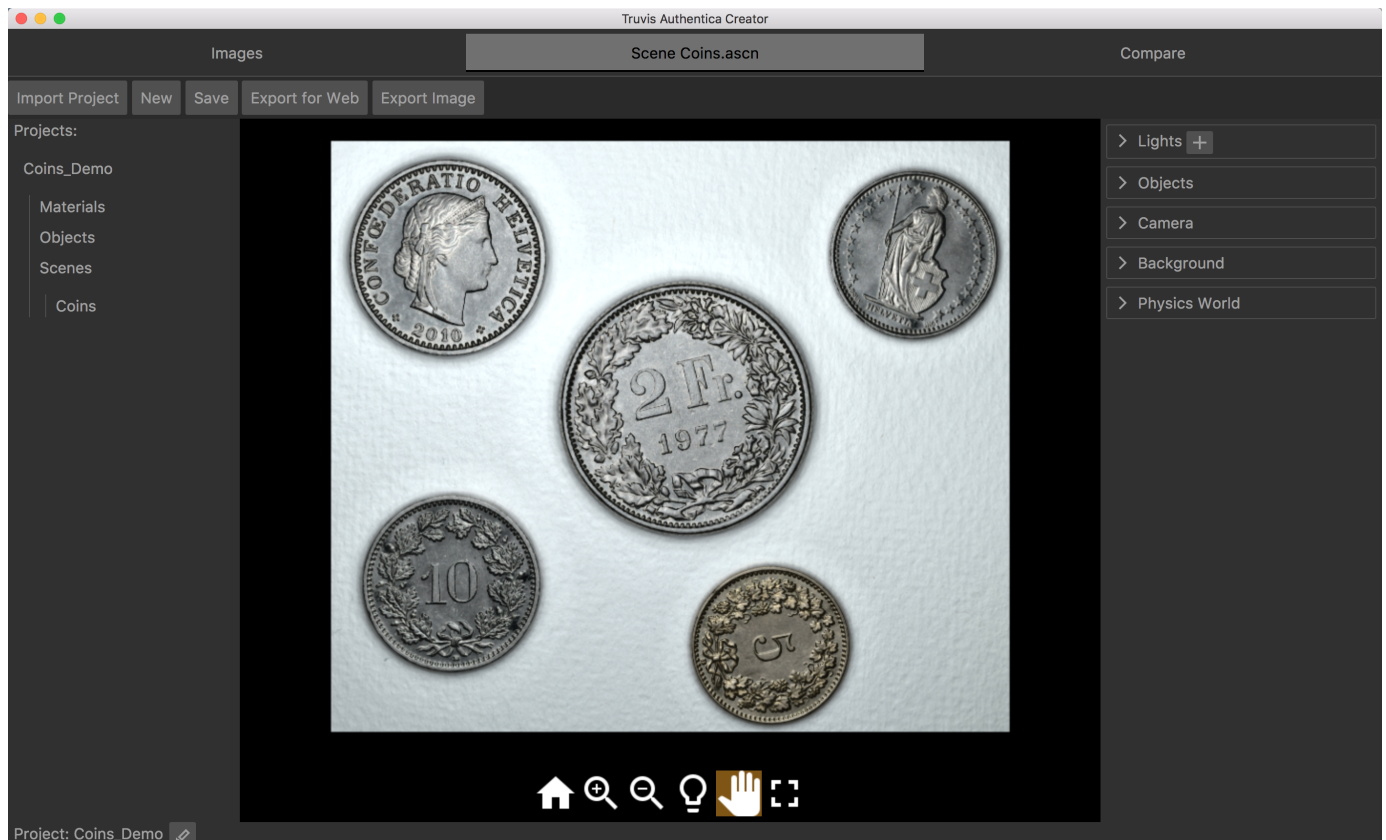 Truvis Authentica Creator
Images
Scene Coins.ascn
Compare
Import Project
New
Save
Export for Web
Export Image
Projects:
Coins_Demo
Materials
Objects
Scenes
Coins
CONFŒDERATIO HELVETICA
2010
HELVETIA
2 Fr.
1977
10
5
Lights
Objects
Camera
Background
Physics World
Project: Coins_Demo